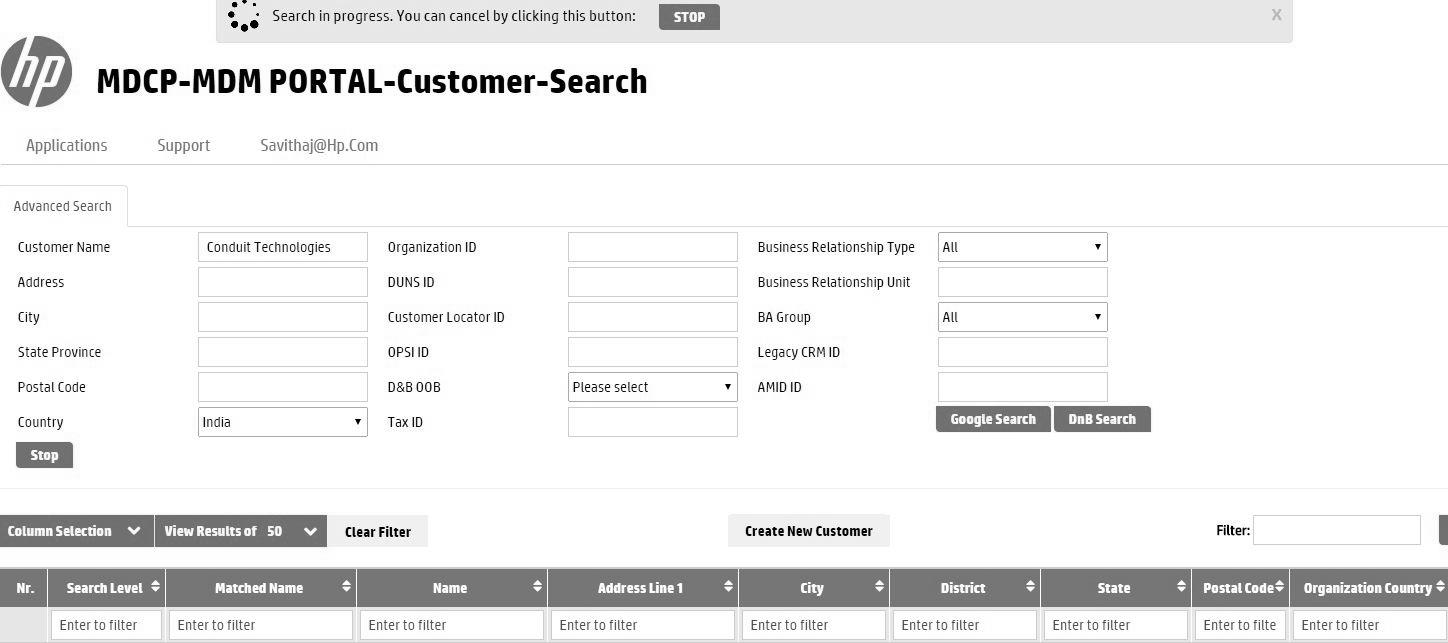 Search in progress. You can cancel by clicking this button: STOP X
hp MDCP-MDM PORTAL-Customer-Search
Applications Support Savithaj@Hp.Com
Advanced Search
Customer Name Conduit Technologies Organization ID Business Relationship Type All
Address DUNS ID Business Relationship Unit
City Customer Locator ID BA Group All
State Province OPSI ID Legacy CRM ID
Postal Code D&B OOB Please select AMID ID
Country India Tax ID Google Search DnB Search
Stop
Column Selection View Results of 50 Clear Filter Create New Customer Filter:
Nr. Search Level Matched Name Name Address Line 1 City District State Postal Code Organization Country
Enter to filter Enter to filter Enter to filter Enter to filter Enter to filter Enter to filter Enter to filter Enter to filte Enter to filter